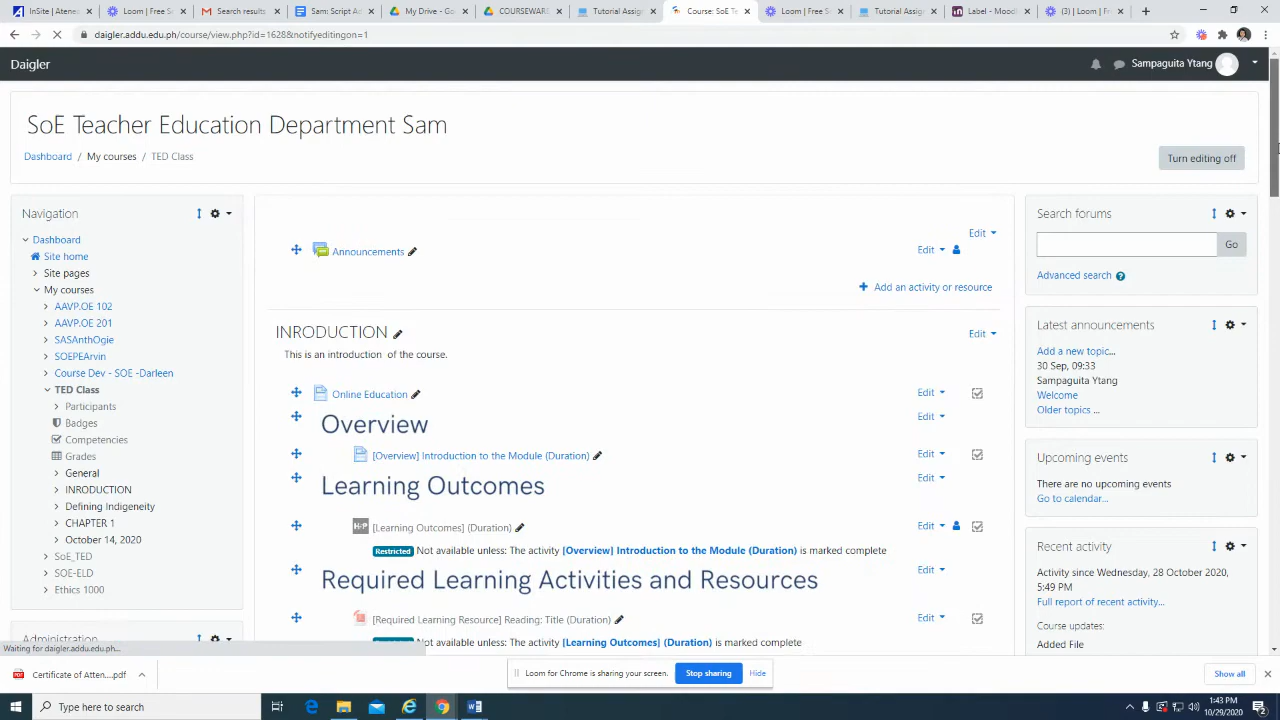 InSite | Atene
Loom | Free S
Search results
Sam: Script A
My Drive - Go
COURSEWARE
Tutorial Assig
Course: SoE Te
Loom | Free S
Tutorial Assig
Label - Mood
(3) | Loom | F
daigler.addu.edu.ph/course/view.php?id=1628&notifyeditingon=1
Daigler
Sampaguita Ytang
SoE Teacher Education Department Sam
Dashboard / My courses / TED Class
Turn editing off
Navigation
Dashboard
Site home
Site pages
My courses
AAVP.OE 102
AAVP.OE 201
SASAnthOgie
SOEPEArvin
Course Dev - SOE -Darleen
TED Class
Participants
Badges
Competencies
Grades
General
INRODUCTION
Defining Indigeneity
CHAPTER 1
October 14, 2020
SoE_TED
SOE-ELD
Ethics 1000
Administration
Edit
Announcements
Edit
Add an activity or resource
INRODUCTION
Edit
This is an introduction of the course.
Online Education
Edit
Overview
Edit
[Overview] Introduction to the Module (Duration)
Edit
Learning Outcomes
Edit
H-P [Learning Outcomes] (Duration)
Edit
Restricted Not available unless: The activity [Overview] Introduction to the Module (Duration) is marked complete
Required Learning Activities and Resources
Edit
[Required Learning Resource] Reading: Title (Duration)
Edit
Not available unless: The activity [Learning Outcomes] (Duration) is marked complete
Search forums
Go
Advanced search
Latest announcements
Add a new topic...
30 Sep, 09:33
Sampaguita Ytang
Welcome
Older topics ...
Upcoming events
There are no upcoming events
Go to calendar...
Recent activity
Activity since Wednesday, 28 October 2020,
5:49 PM
Full report of recent activity...
Course updates:
Added File
Waiting for daigler.addu.edu.ph...
Certificate of Atten....pdf
Loom for Chrome is sharing your screen.
Stop sharing
Hide
Show all
Type here to search
1:43 PM
10/29/2020
2